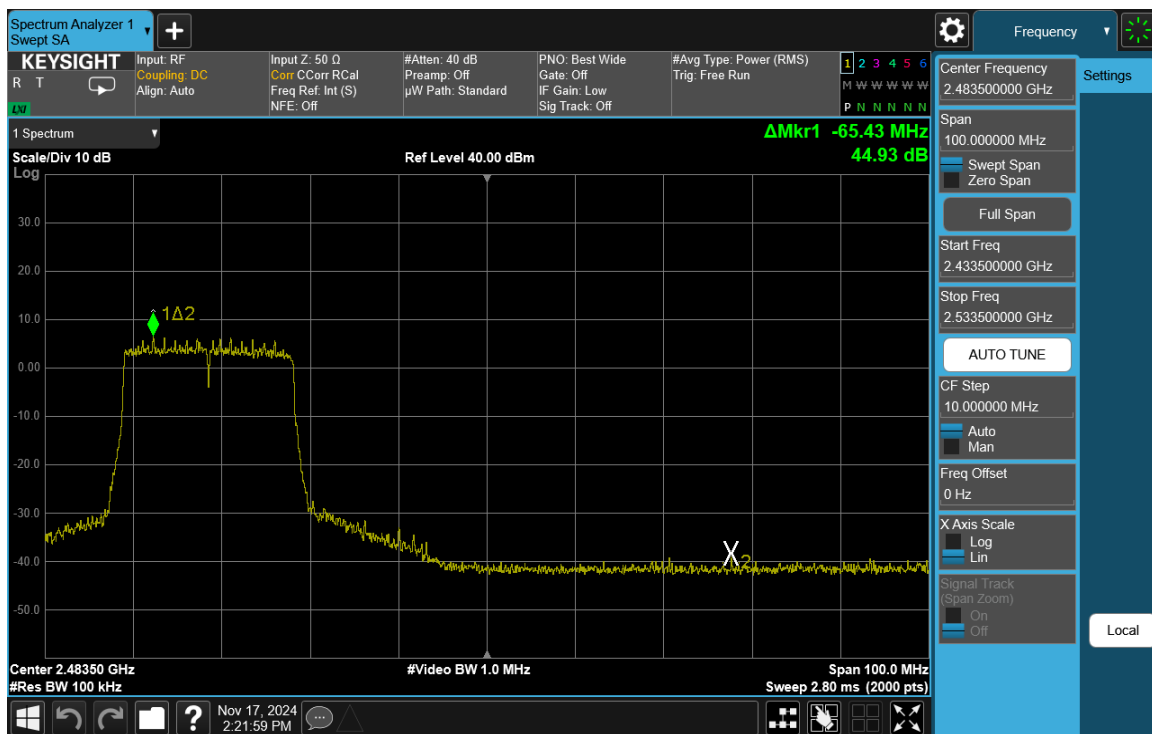 Spectrum Analyzer 1
Swept SA
Frequency
KEYSIGHT
R T
LXI
Input: RF
Coupling: DC
Align: Auto
Input Z: 50 Ω
Corr CCorr RCal
Freq Ref: Int (S)
NFE: Off
#Atten: 40 dB
Preamp: Off
µW Path: Standard
PNO: Best Wide
Gate: Off
IF Gain: Low
Sig Track: Off
#Avg Type: Power (RMS)
Trig: Free Run
1 2 3 4 5 6
M W W W W W
P N N N N N
1 Spectrum
ΔMkr1 -65.43 MHz
Scale/Div 10 dB
Ref Level 40.00 dBm
44.93 dB
Log
30.0
20.0
10.0
0.00
-10.0
-20.0
-30.0
-40.0
-50.0
1Δ2
X2
Center 2.48350 GHz
#Video BW 1.0 MHz
Span 100.0 MHz
#Res BW 100 kHz
Sweep 2.80 ms (2000 pts)
Center Frequency
2.483500000 GHz
Settings
Span
100.000000 MHz
Swept Span
Zero Span
Full Span
Start Freq
2.433500000 GHz
Stop Freq
2.533500000 GHz
AUTO TUNE
CF Step
10.000000 MHz
Auto
Man
Freq Offset
0 Hz
X Axis Scale
Log
Lin
Signal Track
(Span Zoom)
On
Off
Local
?
Nov 17, 2024
2:21:59 PM